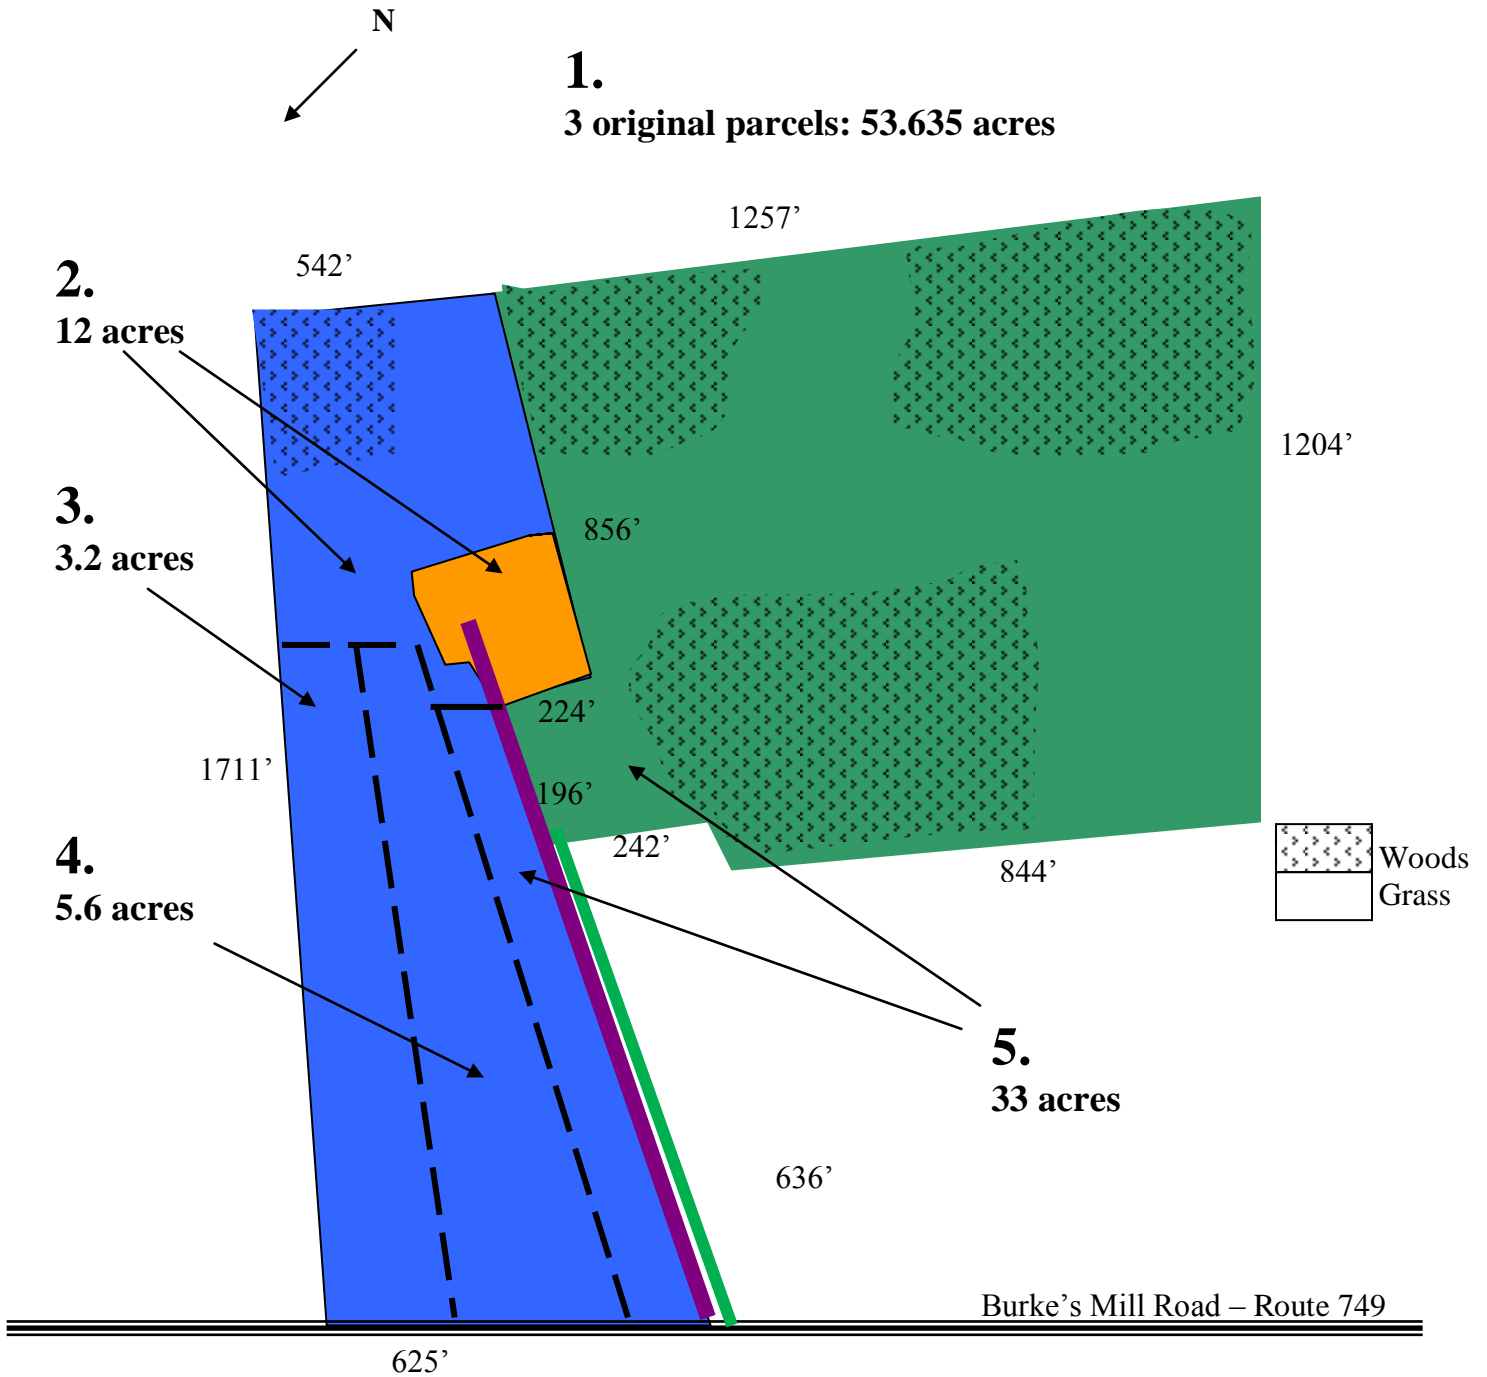 N
1.
3 original parcels: 53.635 acres
1257’
542’
2.
12 acres
1204’
3.
3.2 acres
856’
224’
1711’
196’
242’
4.
5.6 acres
844’
Woods
Grass
5.
33 acres
636’
Burke’s Mill Road – Route 749
625’